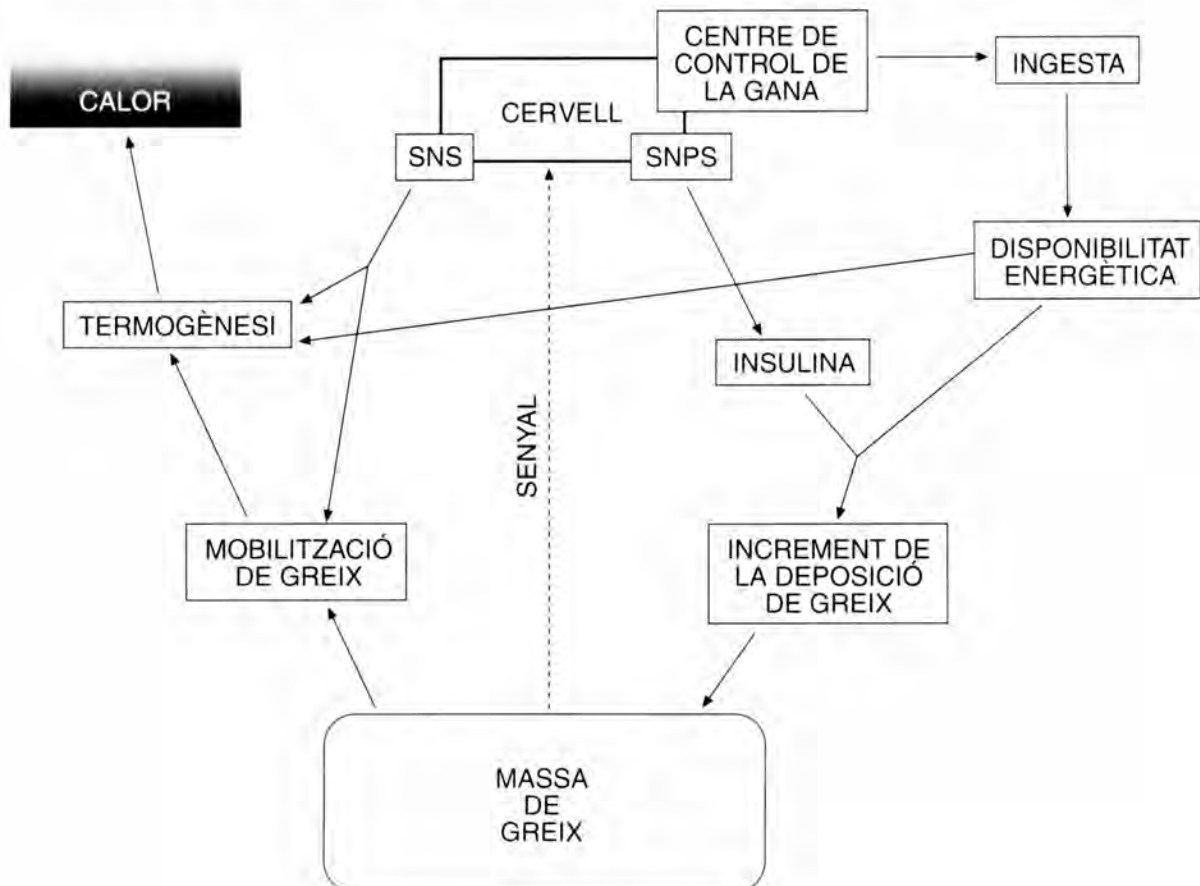 CENTRE DE
CONTROL DE
LA GANA
INGESTA
CALOR
CERVELL
SNS
SNPS
DISPONIBILITAT
ENERGÈTICA
TERMOGÈNESI
INSULINA
SENYAL
MOBILITZACIÓ
DE GREIX
INCREMENT DE
LA DEPOSICIÓ
DE GREIX
MASSA
DE
GREIX